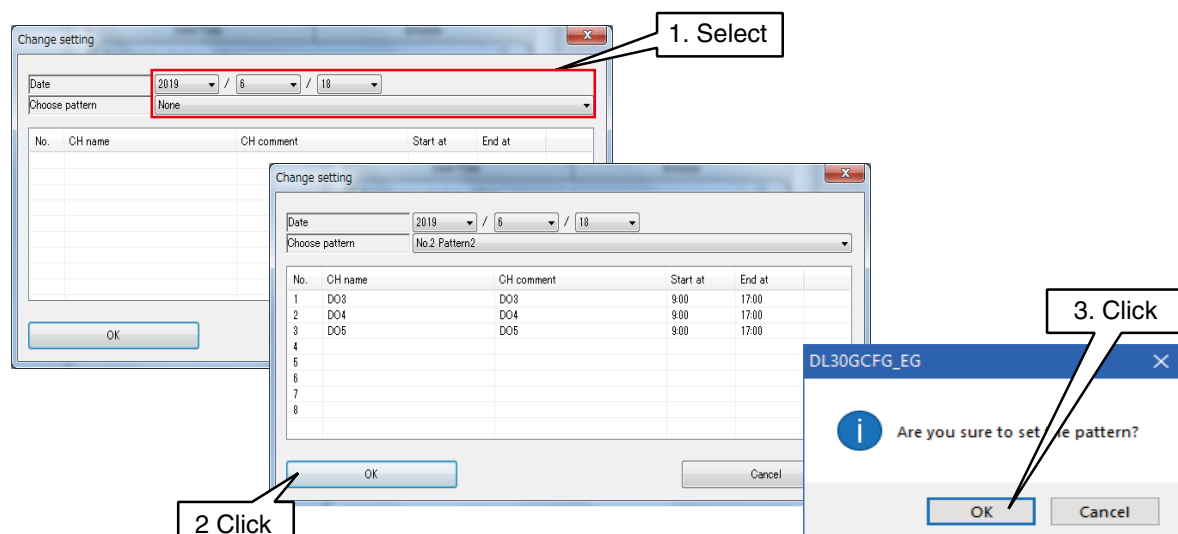 1. Select
Change setting
Date 2019 / 6 / 18
Choose pattern None
No. CH name CH comment Start at End at
OK
Change setting
Date 2019 / 6 / 18
Choose pattern No.2 Pattern2
No. CH name CH comment Start at End at
1 DO3 DO3 9:00 17:00
2 DO4 DO4 9:00 17:00
3 DO5 DO5 9:00 17:00
4
5
6
7
8
OK Cancel
2 Click
3. Click
DL30GCFG_EG
Are you sure to set the pattern?
OK Cancel